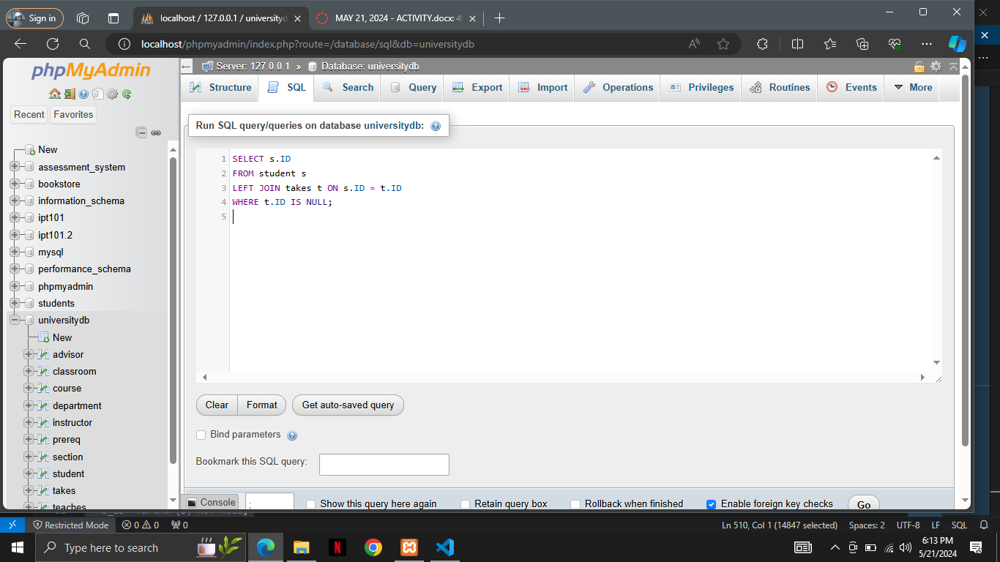 Sign in
localhost / 127.0.0.1 / universityd
MAY 21, 2024 - ACTIVITY.docx: 4
localhost/phpmyadmin/index.php?route=/database/sql&db=universitydb
phpMyAdmin
Recent
Favorites
New
assessment_system
bookstore
information_schema
ipt101
ipt101.2
mysql
performance_schema
phpmyadmin
students
universitydb
New
advisor
classroom
course
department
instructor
prereq
section
student
takes
teaches
Server: 127.0.0.1 » Database: universitydb
Structure
SQL
Search
Query
Export
Import
Operations
Privileges
Routines
Events
More
Run SQL query/queries on database universitydb:
1 SELECT s.ID
2 FROM student s
3 LEFT JOIN takes t ON s.ID = t.ID
4 WHERE t.ID IS NULL;
5
Clear
Format
Get auto-saved query
Bind parameters
Bookmark this SQL query:
Console
;
Show this query here again
Retain query box
Rollback when finished
Enable foreign key checks
Go
Restricted Mode
0
0
0
Ln 510, Col 1 (14847 selected)
Spaces: 2
UTF-8
LF
SQL
Type here to search
6:13 PM
5/21/2024